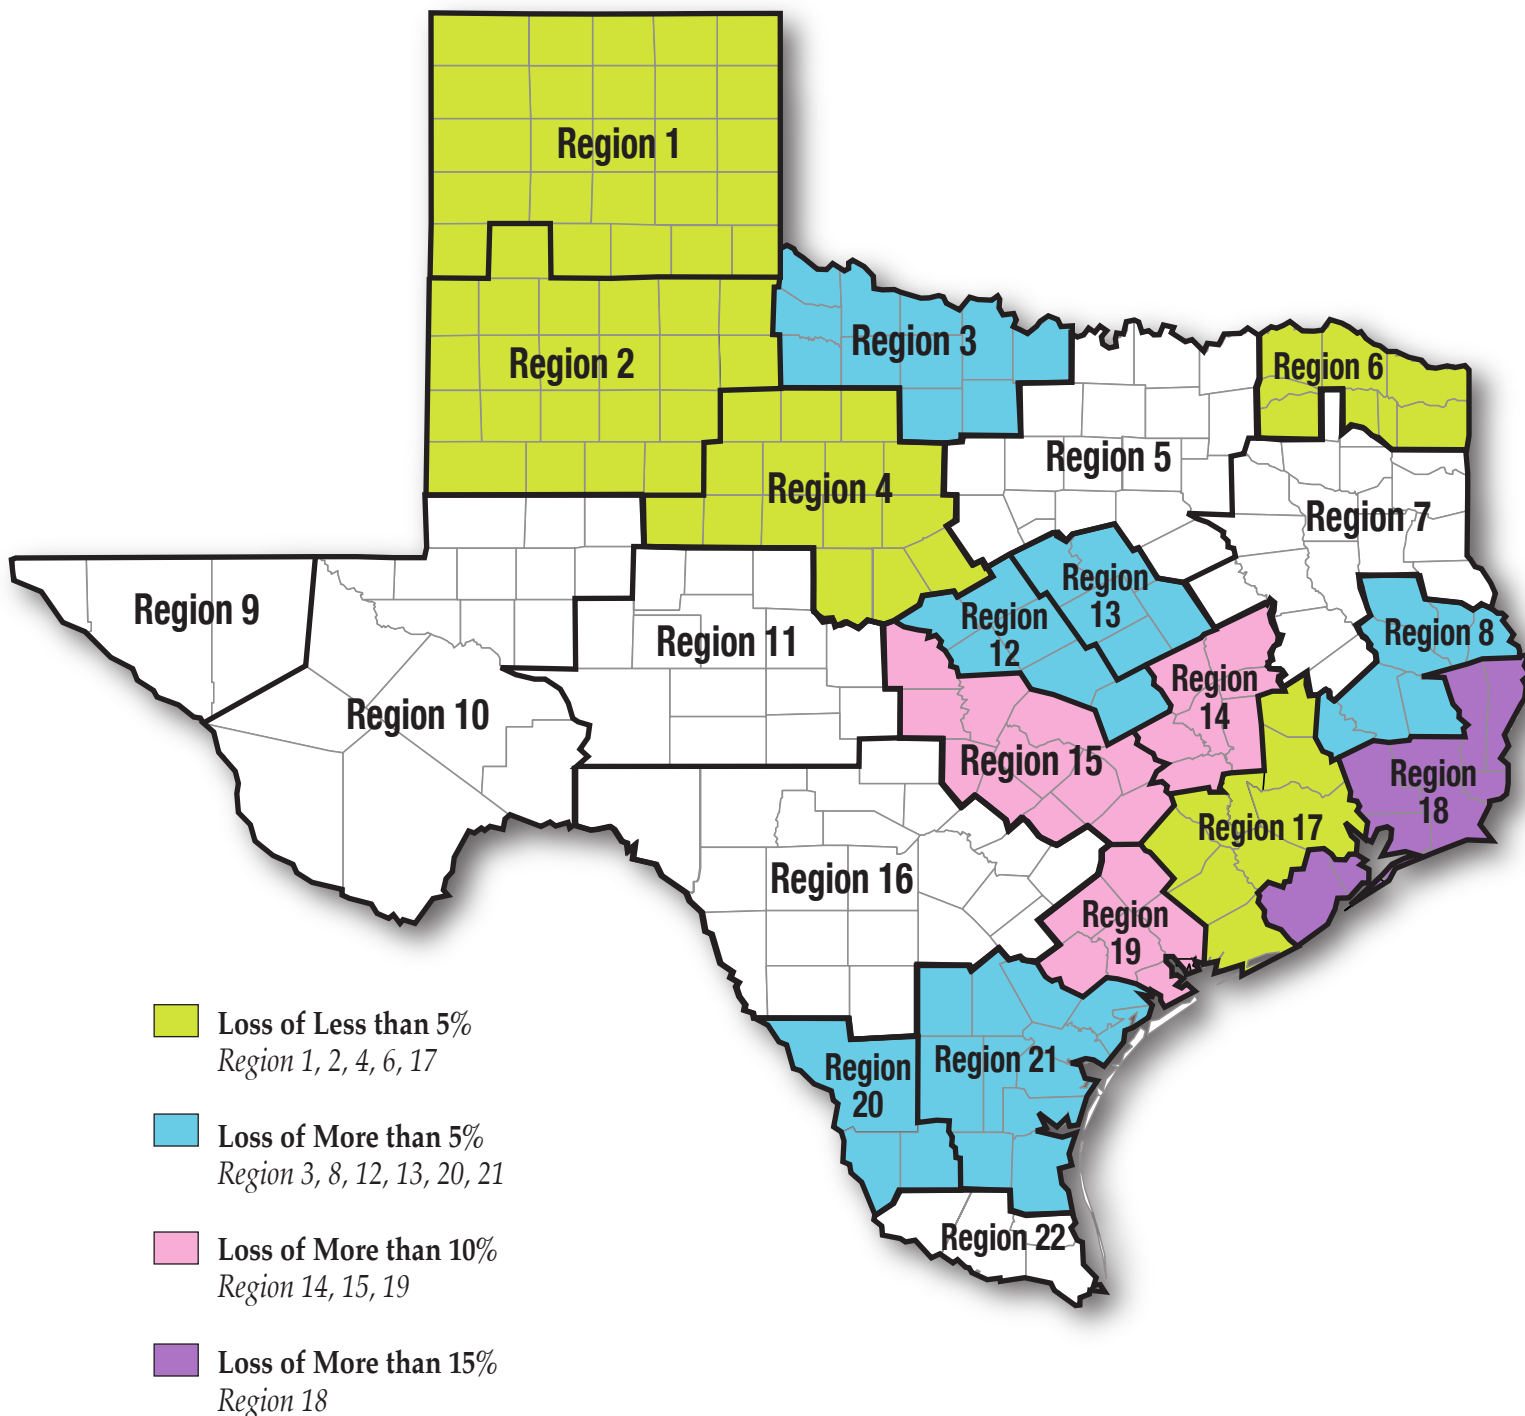 Region 1
Region 2
Region 3
Region 6
Region 5
Region 4
Region 7
Region 9
Region
13
Region
12
Region 8
Region 11
Region
14
Region 10
Region 15
Region
18
Region 17
Region 16
Region
19
Region 21
Region
20
Region 22
Loss of Less than 5%
Region 1, 2, 4, 6, 17
Loss of More than 5%
Region 3, 8, 12, 13, 20, 21
Loss of More than 10%
Region 14, 15, 19
Loss of More than 15%
Region 18